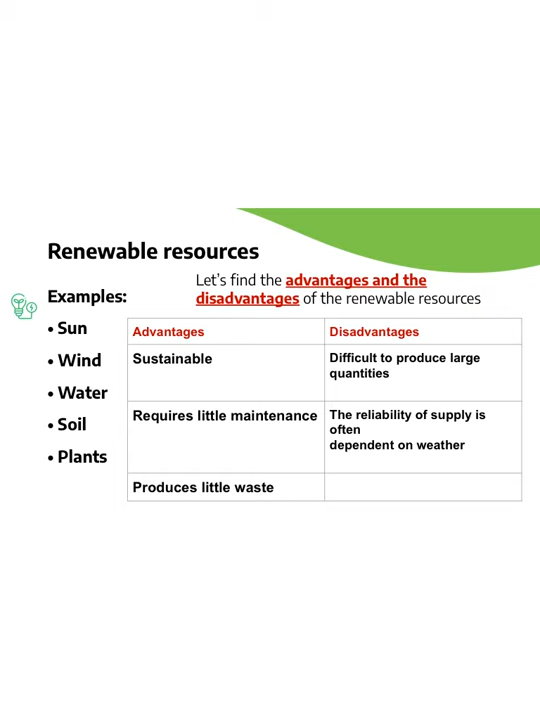 Renewable resources
Let's find the advantages and the
disadvantages of the renewable resources
Examples:
• Sun
• Wind
• Water
• Soil
• Plants
Advantages
Disadvantages
Sustainable
Difficult to produce large
quantities
Requires little maintenance
The reliability of supply is
often
dependent on weather
Produces little waste